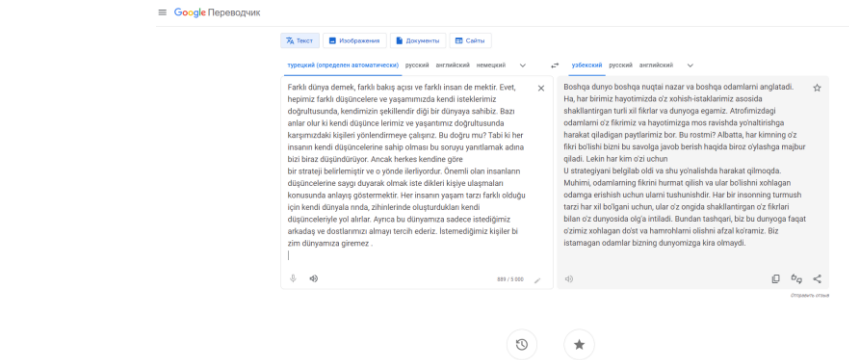 Google Переводчик
Текст
Изображения
Документы
Сайты
турецкий (определен автоматически) русский английский немецкий
узбекский русский английский
Farklı dünya demek, farklı bakış açısı ve farklı insan de mektir. Evet,
hepimiz farklı düşüncelere ve yaşamımızda kendi isteklerimiz
doğrultusunda, kendimizin şekillendir diği bir dünyaya sahibiz. Bazı
anlar olur ki kendi düşünce lerimiz ve yaşantımız doğrultusunda
karşımızdaki kişileri yönlendirmeye çalışırız. Bu doğru mu? Tabi ki her
insanın kendi düşüncelerine sahip olması bu soruyu yanıtlamak adına
bizi biraz düşündürüyor. Ancak herkes kendine göre
bir strateji belirlemiştir ve o yönde ilerliyordur. Önemli olan insanların
düşüncelerine saygı duyarak olmak iste dikleri kişiye ulaşmaları
konusunda anlayış göstermektir. Her insanın yaşam tarzı farklı olduğu
için kendi dünyala rında, zihinlerinde oluşturdukları kendi
düşünceleriyle yol alırlar. Ayrıca bu dünyamıza sadece istediğimiz
arkadaş ve dostlarımızı almayı tercih ederiz. İstemediğimiz kişiler bi
zim dünyamıza giremez .
889 / 5 000
Boshqa dunyo boshqa nuqtai nazar va boshqa odamlarni anglatadi.
Ha, har birimiz hayotimizda o'z xohish-istaklarimiz asosida
shakllantirgan turli xil fikrlar va dunyoga egamiz. Atrofimizdagi
odamlarni o'z fikrimiz va hayotimizga mos ravishda yo'naltirishga
harakat qiladigan paytlarimiz bor. Bu rostmi? Albatta, har kimning o'z
fikri bo'lishi bizni bu savolga javob berish haqida biroz o'ylashga majbur
qiladi. Lekin har kim o'zi uchun
U strategiyani belgilab oldi va shu yo'nalishda harakat qilmoqda.
Muhimi, odamlarning fikrini hurmat qilish va ular bo'lishni xohlagan
odamga erishish uchun ularni tushunishdir. Har bir insonning turmush
tarzi har xil bo'lgani uchun, ular o'z ongida shakllantirgan o'z fikrlari
bilan o'z dunyosida olg'a intiladi. Bundan tashqari, biz bu dunyoga faqat
o'zimiz xohlagan do'st va hamrohlarni olishni afzal ko'ramiz. Biz
istamagan odamlar bizning dunyomizga kira olmaydi.
Отправить отзыв